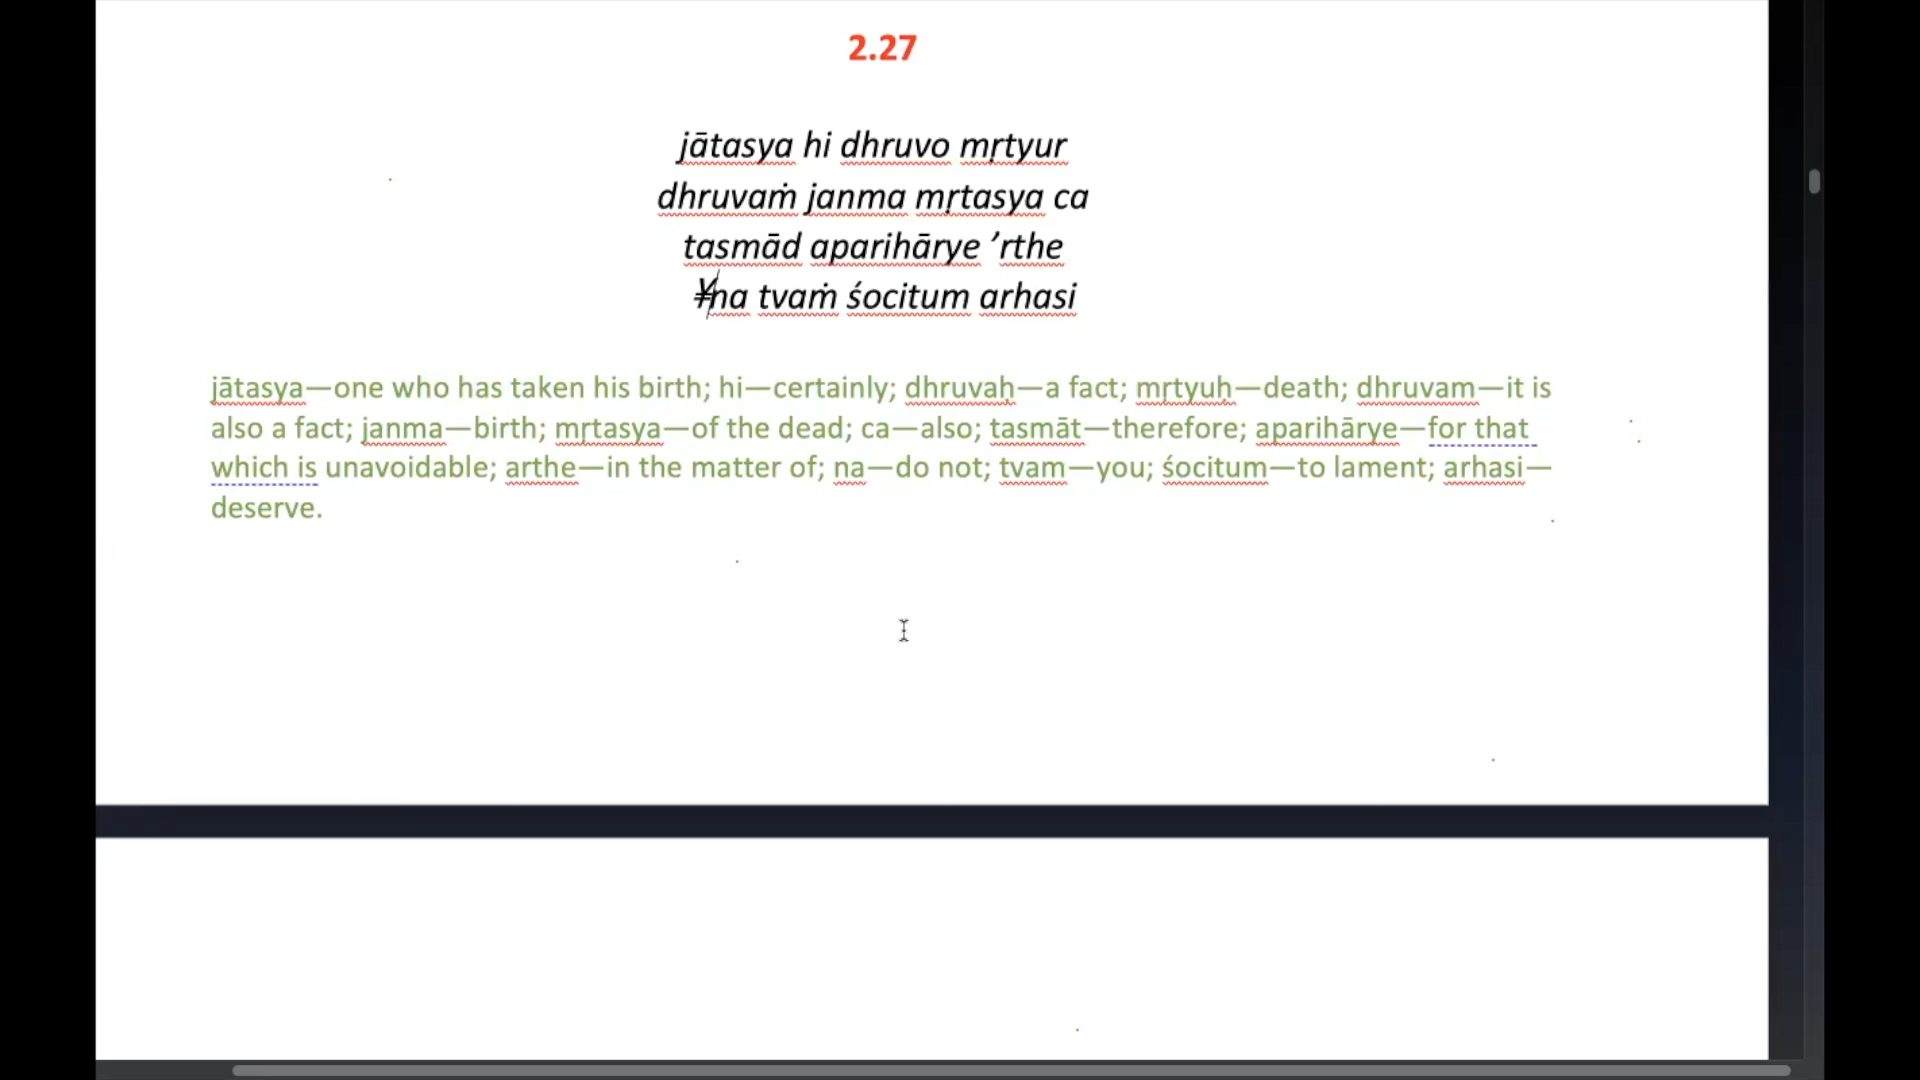 2.27
jātasya hi dhruvo mṛtyur
dhruvaṁ janma mṛtasya ca
tasmād aparihārye ’rthe
¥na tvaṁ śocitum arhasi
jātasya—one who has taken his birth; hi—certainly; dhruvaḥ—a fact; mṛtyuḥ—death; dhruvam—it is
also a fact; janma—birth; mṛtasya—of the dead; ca—also; tasmāt—therefore; aparihārye—for that
which is unavoidable; arthe—in the matter of; na—do not; tvam—you; śocitum—to lament; arhasi—
deserve.